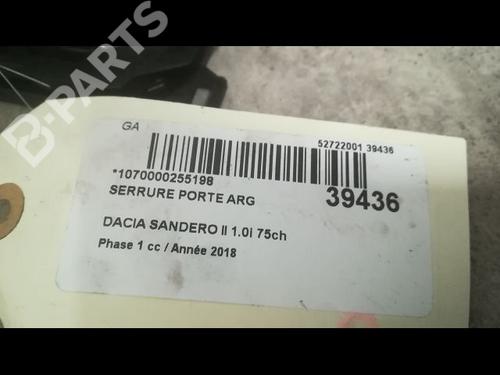 GA
52722001 39436
*1070000255198
SERRURE PORTE ARG
39436
DACIA SANDERO II 1.0i 75ch
Phase 1 cc / Année 2018
B-PARTS